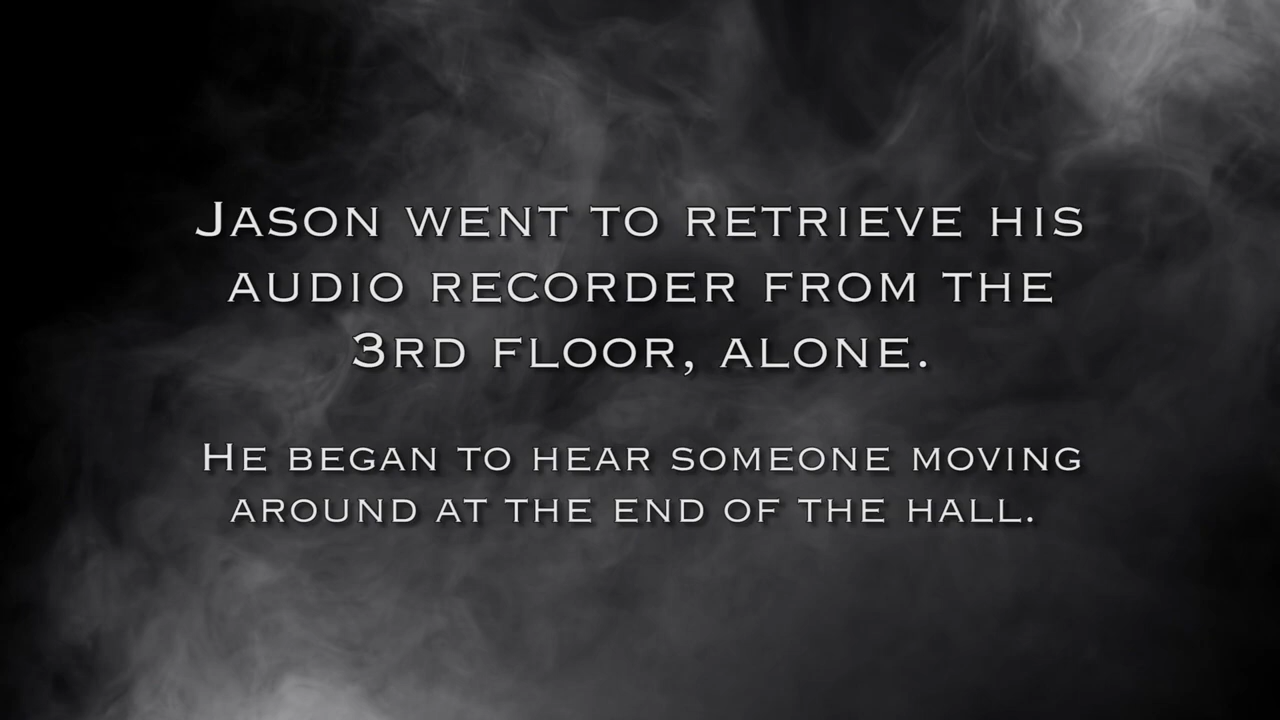 Jason went to retrieve his
audio recorder from the
3rd floor, alone.
He began to hear someone moving
around at the end of the hall.